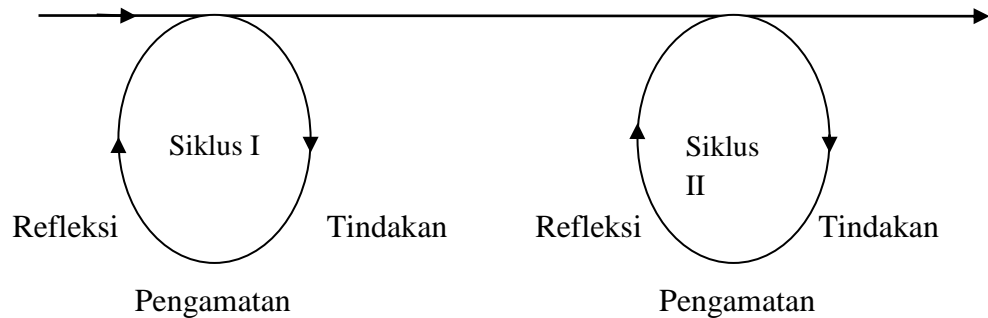 Siklus I
Siklus
II
Refleksi
Tindakan
Refleksi
Tindakan
Pengamatan
Pengamatan